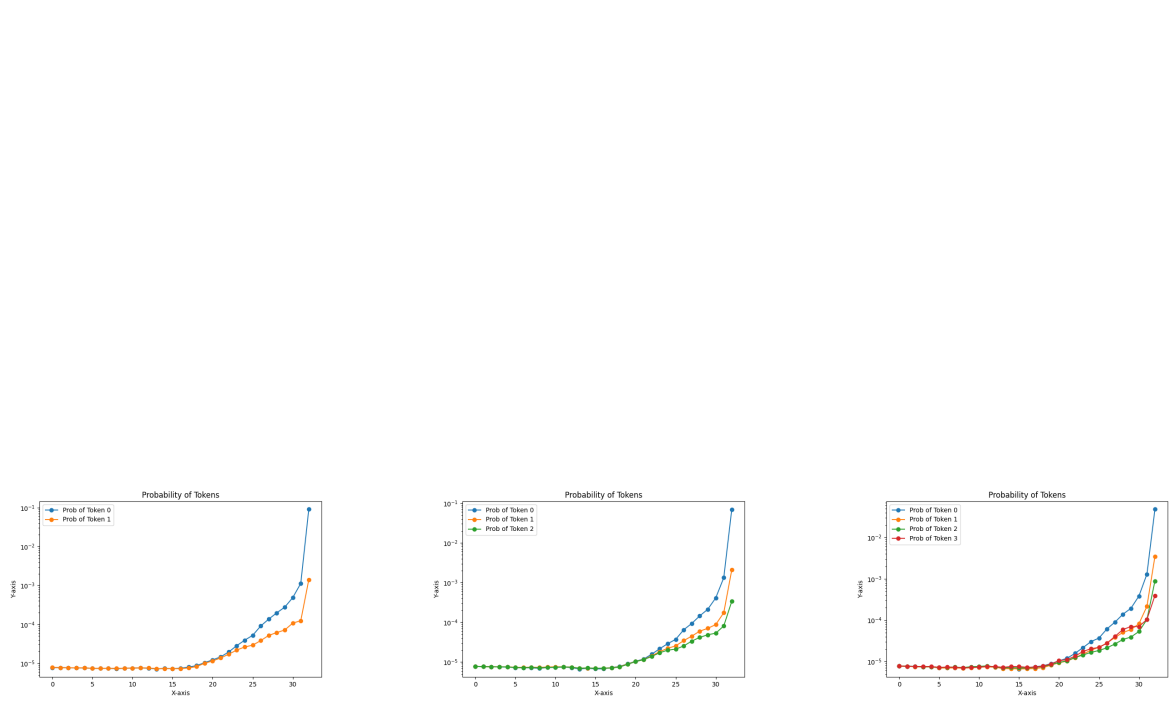 Probability of Tokens
Prob of Token 0
Prob of Token 1
10⁻¹
10⁻²
10⁻³
10⁻⁴
10⁻⁵
Y-axis
0 5 10 15 20 25 30
X-axis
Probability of Tokens
Prob of Token 0
Prob of Token 1
Prob of Token 2
10⁻¹
10⁻²
10⁻³
10⁻⁴
10⁻⁵
Y-axis
0 5 10 15 20 25 30
X-axis
Probability of Tokens
Prob of Token 0
Prob of Token 1
Prob of Token 2
Prob of Token 3
10⁻²
10⁻³
10⁻⁴
10⁻⁵
Y-axis
0 5 10 15 20 25 30
X-axis